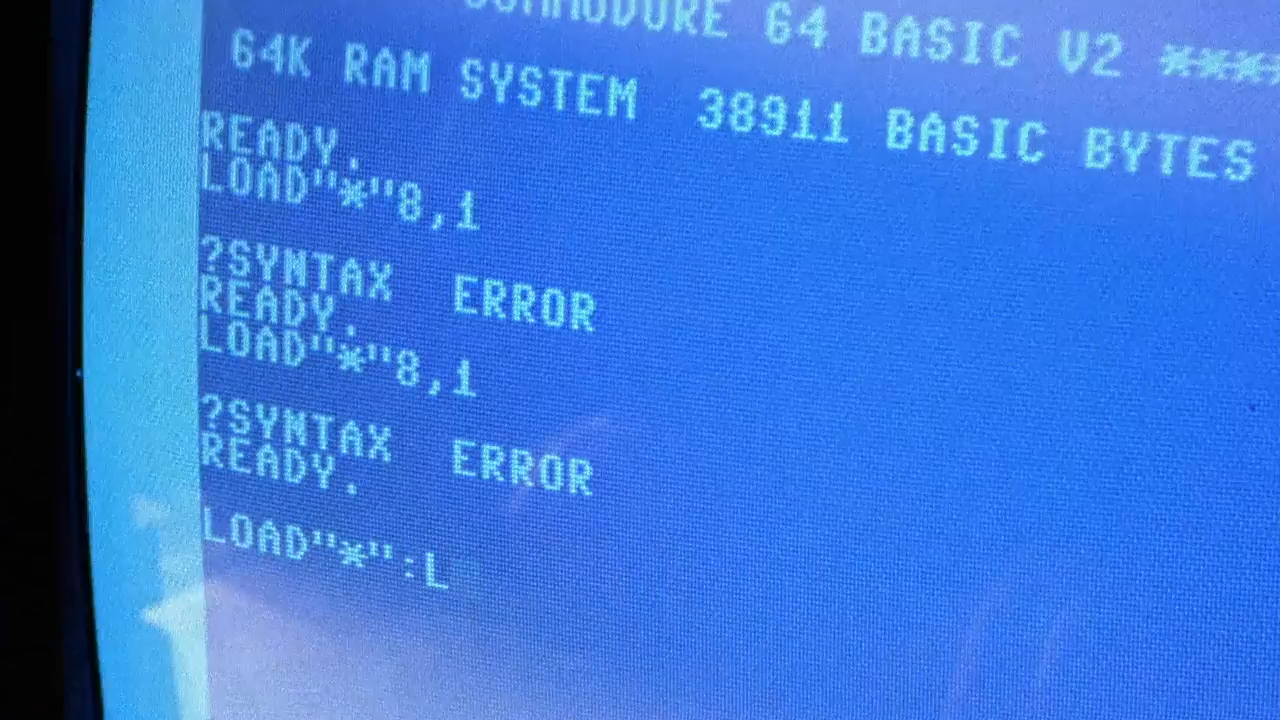 COMMODORE 64 BASIC V2 ****
64K RAM SYSTEM  38911 BASIC BYTES
READY.
LOAD"*"8,1
?SYNTAX  ERROR
READY.
LOAD"*"8,1
?SYNTAX  ERROR
READY.
LOAD"*":L